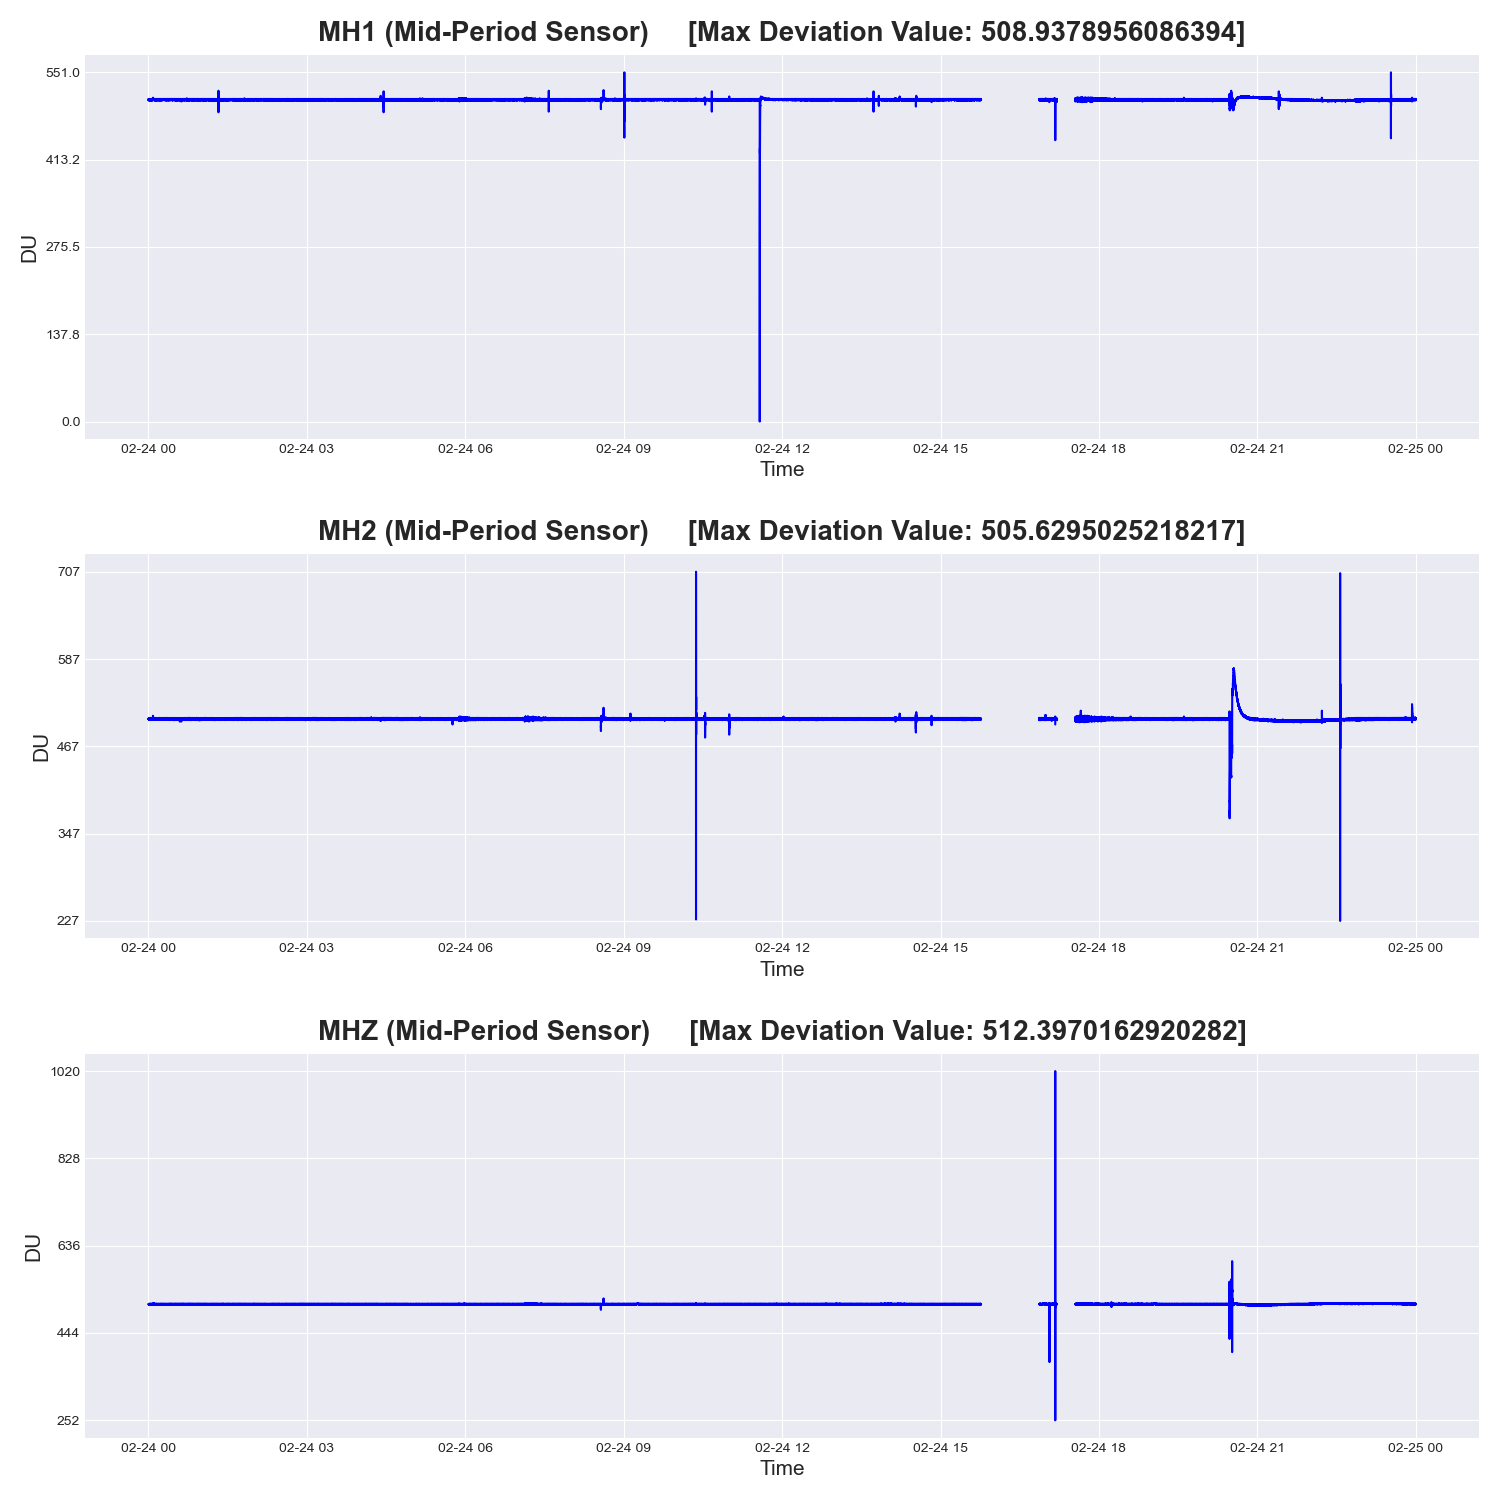 MH1 (Mid-Period Sensor) [Max Deviation Value: 508.9378956086394]
551.0
413.2
275.5
137.8
0.0
DU
02-24 00 02-24 03 02-24 06 02-24 09 02-24 12 02-24 15 02-24 18 02-24 21 02-25 00
Time
MH2 (Mid-Period Sensor) [Max Deviation Value: 505.6295025218217]
707
587
467
347
227
DU
02-24 00 02-24 03 02-24 06 02-24 09 02-24 12 02-24 15 02-24 18 02-24 21 02-25 00
Time
MHZ (Mid-Period Sensor) [Max Deviation Value: 512.3970162920282]
1020
828
636
444
252
DU
02-24 00 02-24 03 02-24 06 02-24 09 02-24 12 02-24 15 02-24 18 02-24 21 02-25 00
Time